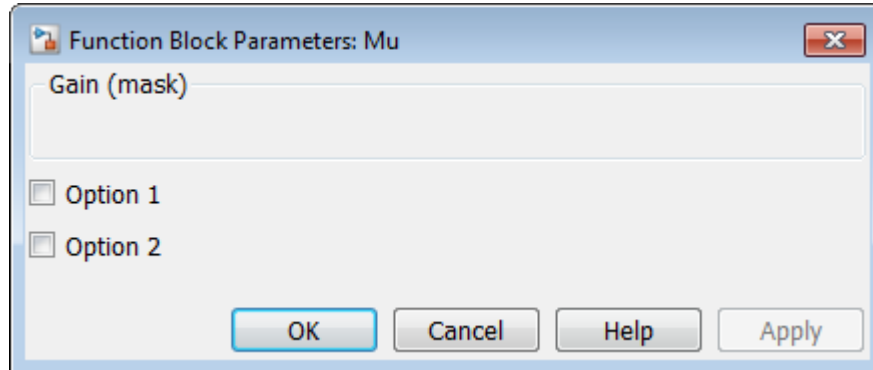 Function Block Parameters: Mu
Gain (mask)
Option 1
Option 2
OK Cancel Help Apply